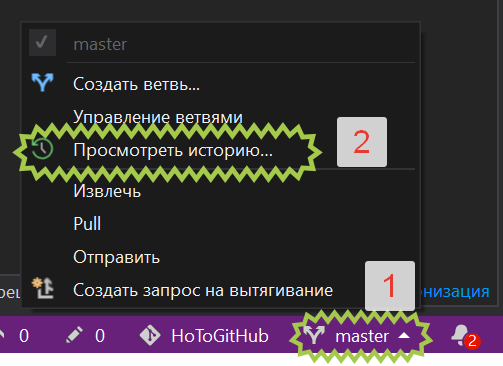 master
Создать ветвь...
Управление ветвями
Просмотреть историю...
2
Извлечь
Pull
Отправить
Создать запрос на вытягивание
1
0
0
HoToGitHub
master
2